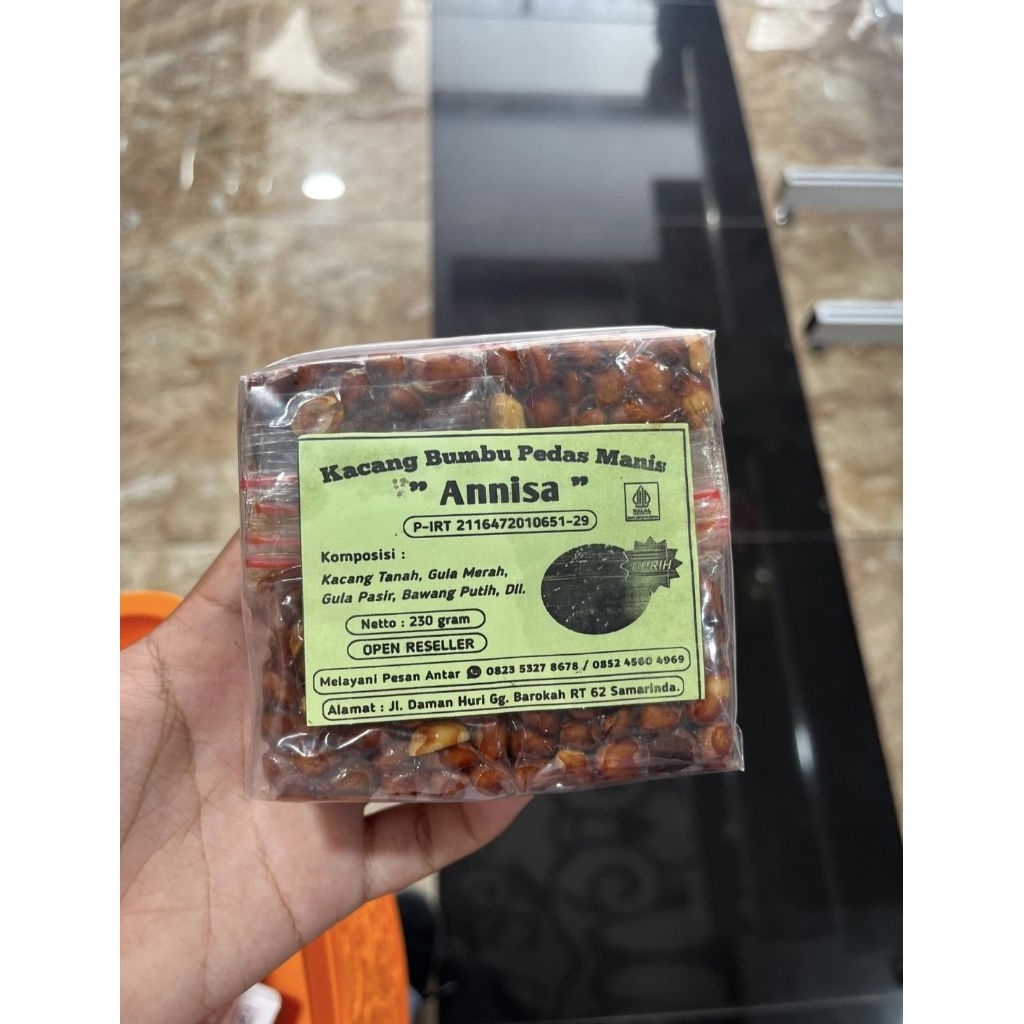 Kacang Bumbu Pedas Manis
" Annisa "
HALAL
P-IRT 2116472010651-29
Komposisi :
Kacang Tanah, Gula Merah,
Gula Pasir, Bawang Putih, Dll.
GURIH
Netto : 230 gram
OPEN RESELLER
Melayani Pesan Antar 0823 5327 8678 / 0852 4560 4969
Alamat : Jl. Daman Huri Gg. Barokah RT 62 Samarinda.